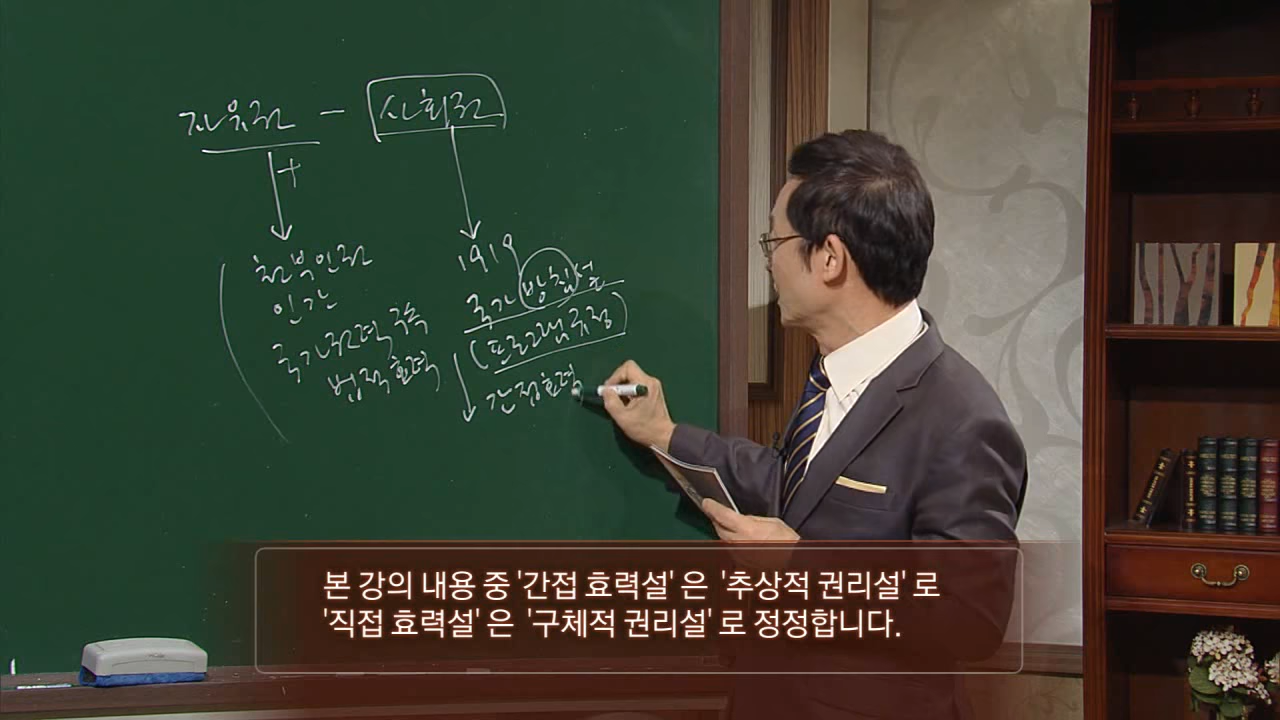 자유권 - 사회권
+
천부인권
인간
국가권력 구속
법적효력
1919
국가방침설
(프로그램규정)
간접효력
본 강의 내용 중 '간접 효력설' 은 '추상적 권리설' 로
'직접 효력설' 은 '구체적 권리설' 로 정정합니다.